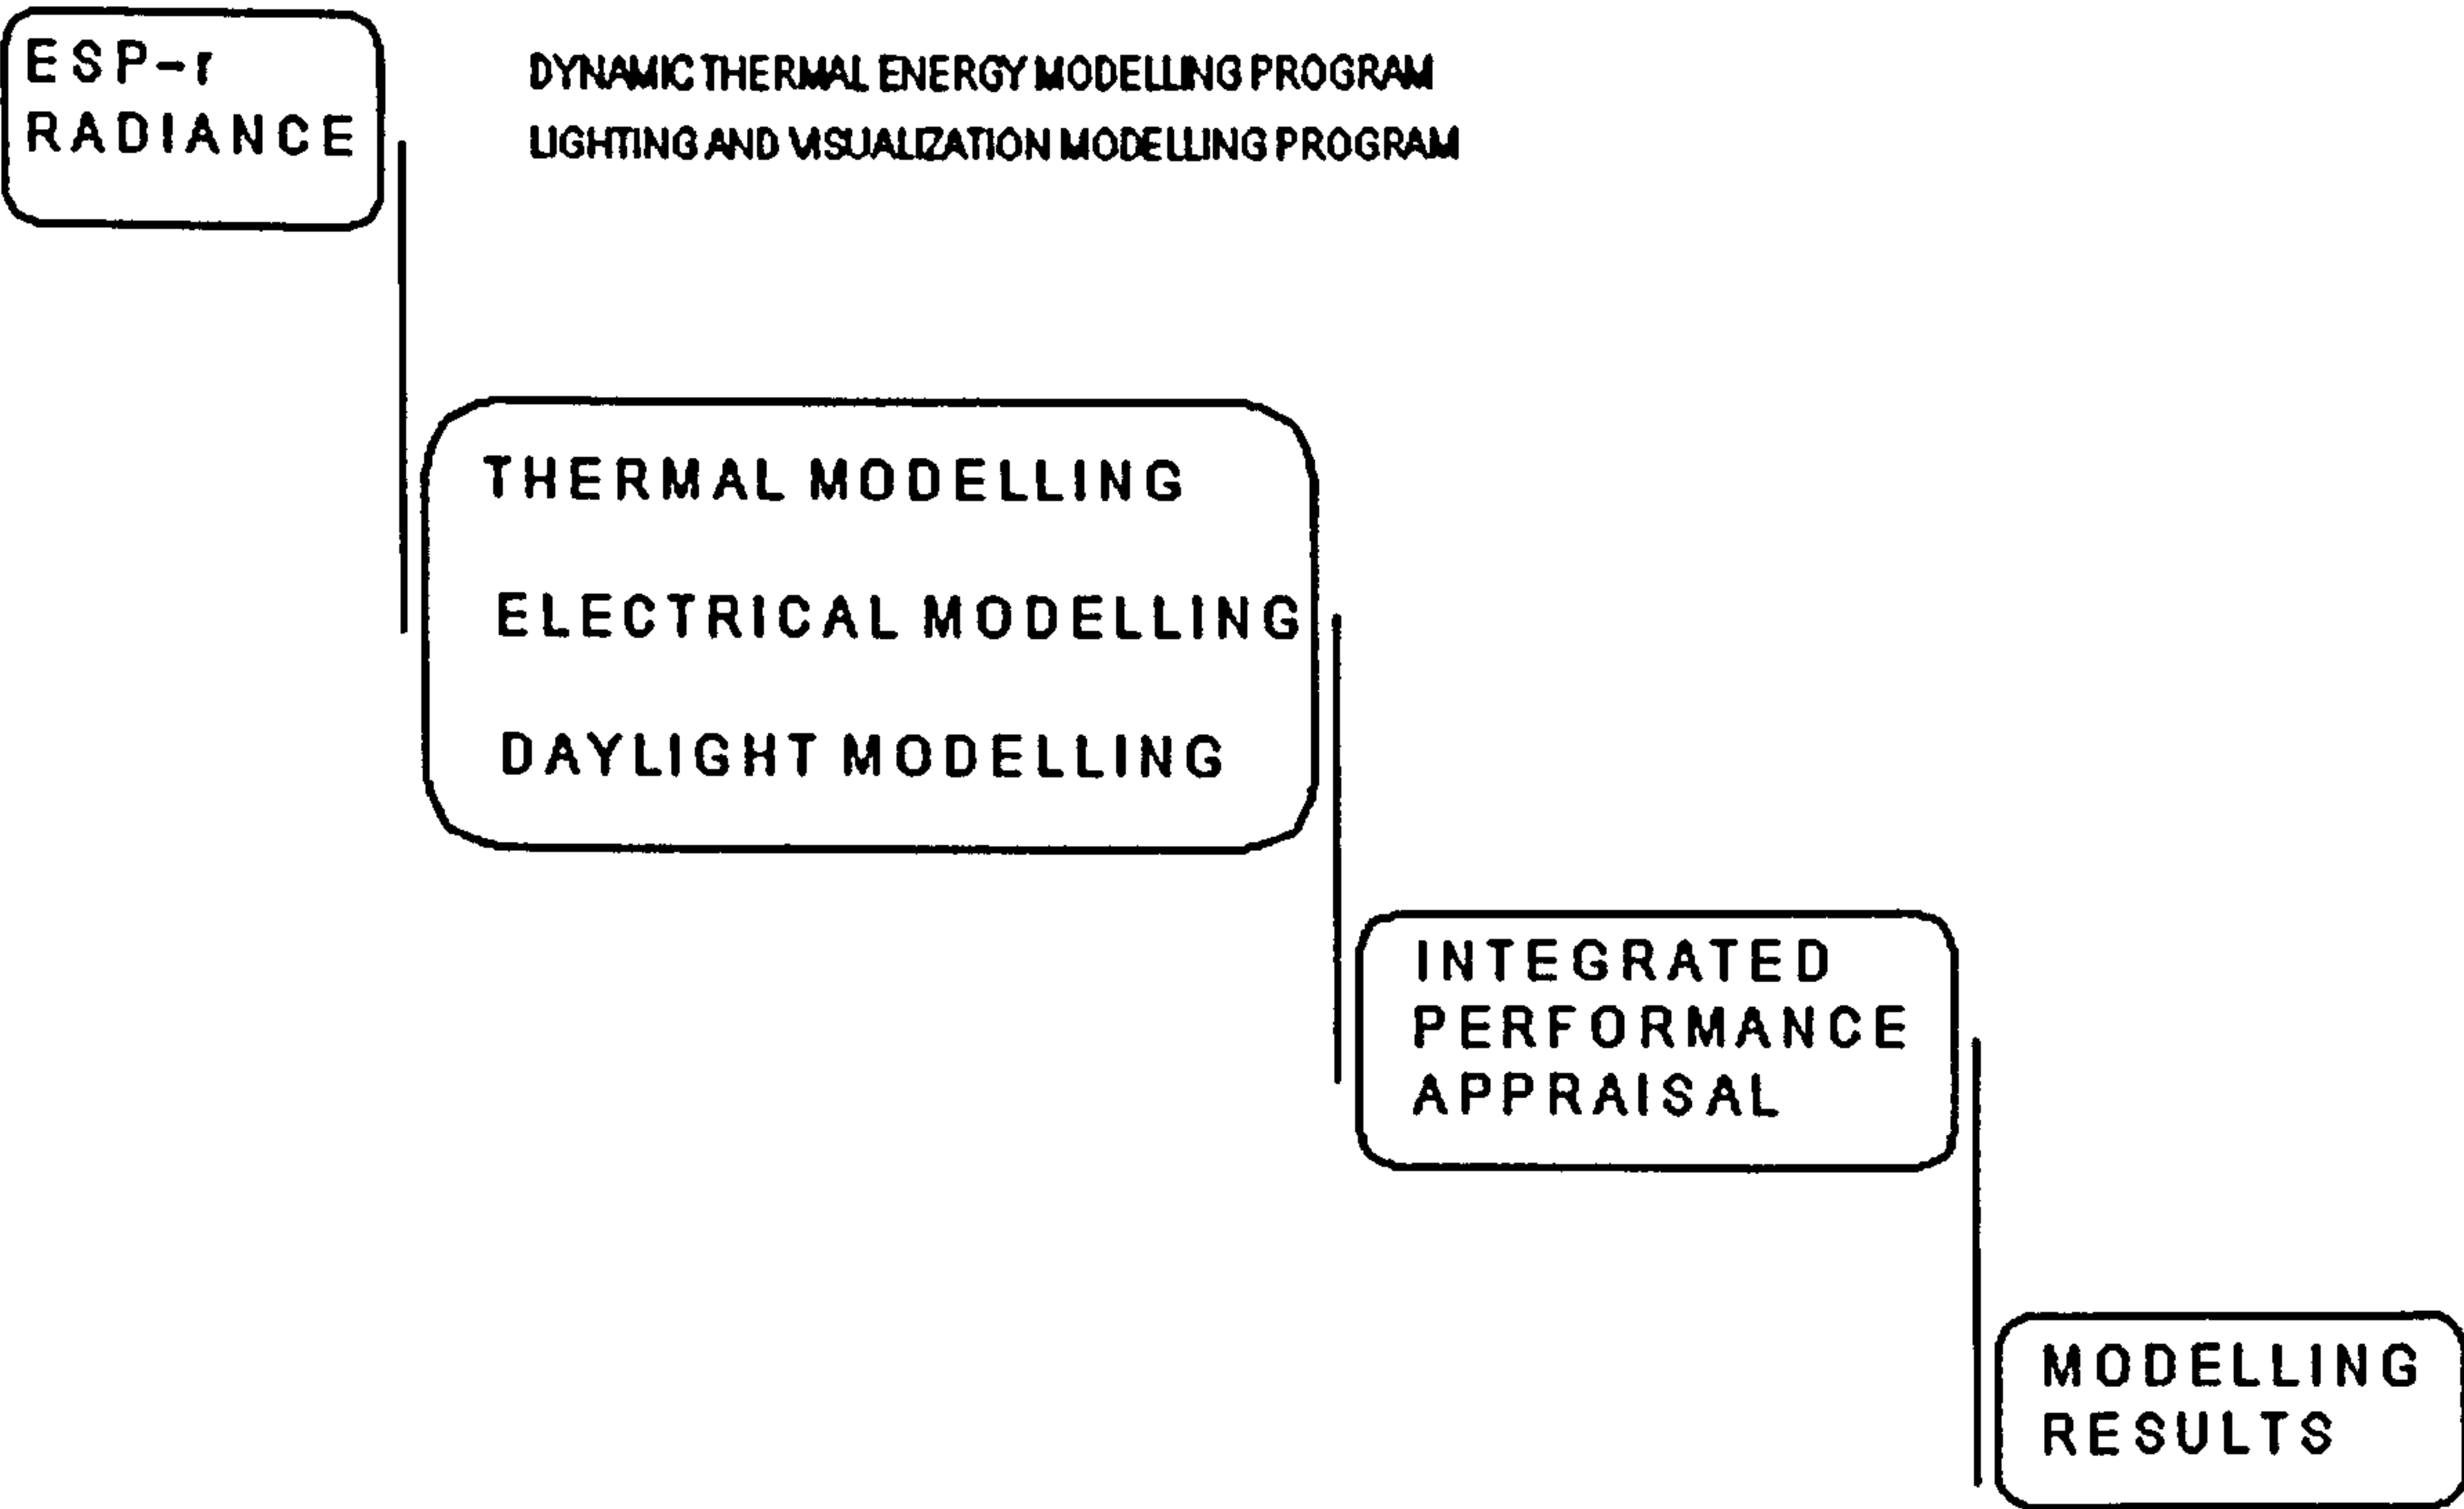 ESP-r
DYNAMIC THERMAL ENERGY MODELLING PROGRAM
RADIANCE
LIGHTING AND VISUALIZATION MODELLING PROGRAM
THERMAL MODELLING
ELECTRICAL MODELLING
DAYLIGHT MODELLING
INTEGRATED
PERFORMANCE
APPRAISAL
MODELLING
RESULTS